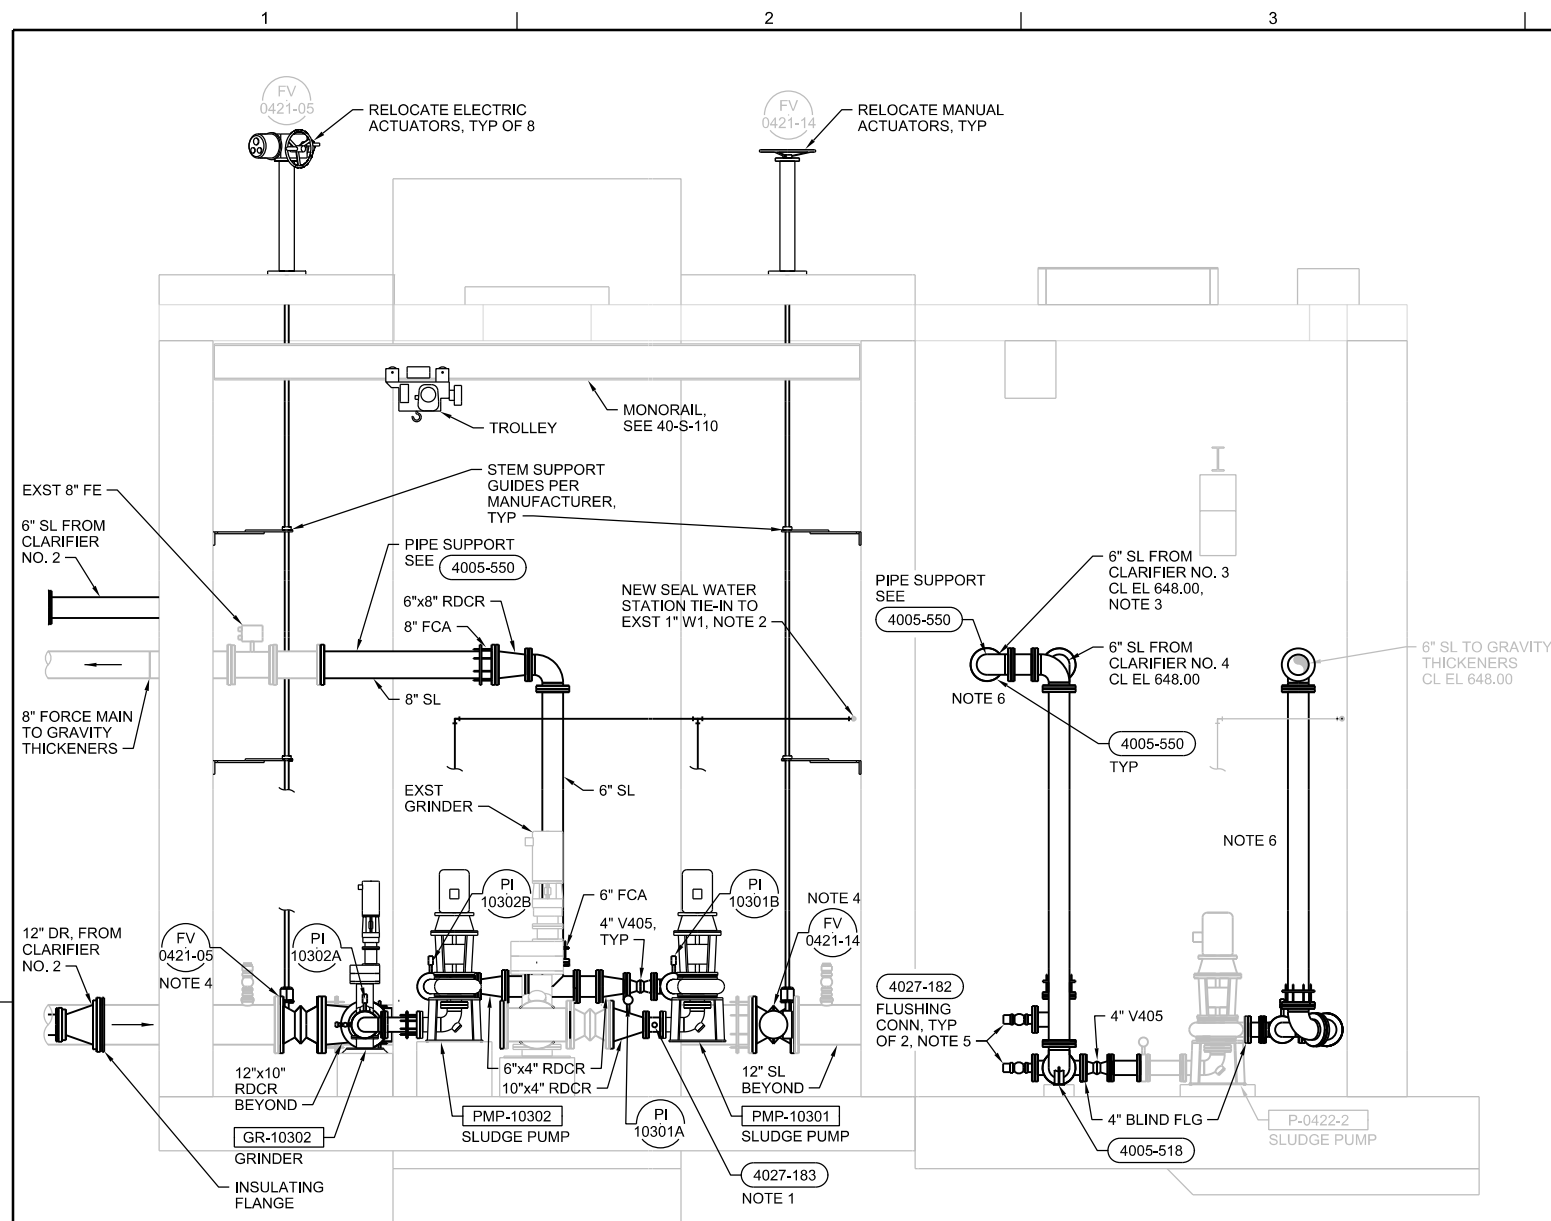 1
2
3
FV
0421-05
RELOCATE ELECTRIC
ACTUATORS, TYP OF 8
FV
0421-14
RELOCATE MANUAL
ACTUATORS, TYP
MONORAIL,
SEE 40-S-110
TROLLEY
STEM SUPPORT
GUIDES PER
MANUFACTURER,
TYP
EXST 8" FE
6" SL FROM
CLARIFIER
NO. 2
PIPE SUPPORT
SEE
4005-550
6"x8" RDCR
8" FCA
NEW SEAL WATER
STATION TIE-IN TO
EXST 1" W1, NOTE 2
8" SL
8" FORCE MAIN
TO GRAVITY
THICKENERS
EXST
GRINDER
6" SL
PIPE SUPPORT
SEE
4005-550
6" SL FROM
CLARIFIER NO. 3
CL EL 648.00,
NOTE 3
6" SL FROM
CLARIFIER NO. 4
CL EL 648.00
NOTE 6
4005-550
TYP
6" SL TO GRAVITY
THICKENERS
CL EL 648.00
NOTE 6
12" DR, FROM
CLARIFIER
NO. 2
FV
0421-05
NOTE 4
PI
10302A
PI
10302B
6" FCA
4" V405,
TYP
PI
10301B
NOTE 4
FV
0421-14
4027-182
FLUSHING
CONN, TYP
OF 2, NOTE 5
4" V405
12"x10"
RDCR
BEYOND
6"x4" RDCR
10"x4" RDCR
12" SL
BEYOND
GR-10302
GRINDER
PMP-10302
SLUDGE PUMP
PI
10301A
PMP-10301
SLUDGE PUMP
4" BLIND FLG
P-0422-2
SLUDGE PUMP
4005-518
INSULATING
FLANGE
4027-183
NOTE 1